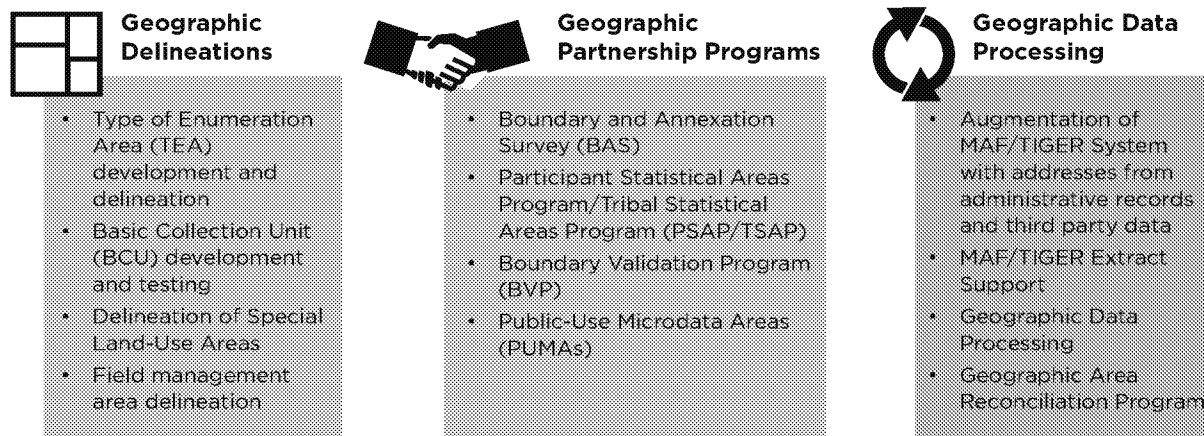 Geographic
Delineations
• Type of Enumeration
Area (TEA)
development and
delineation
• Basic Collection Unit
(BCU) development
and testing
• Delineation of Special
Land-Use Areas
• Field management
area delineation
Geographic
Partnership Programs
• Boundary and Annexation
Survey (BAS)
• Participant Statistical Areas
Program/Tribal Statistical
Areas Program (PSAP/TSAP)
• Boundary Validation Program
(BVP)
• Public-Use Microdata Areas
(PUMAs)
Geographic Data
Processing
• Augmentation of
MAF/TIGER System
with addresses from
administrative records
and third party data
• MAF/TIGER Extract
Support
• Geographic Data
Processing
• Geographic Area
Reconciliation Program